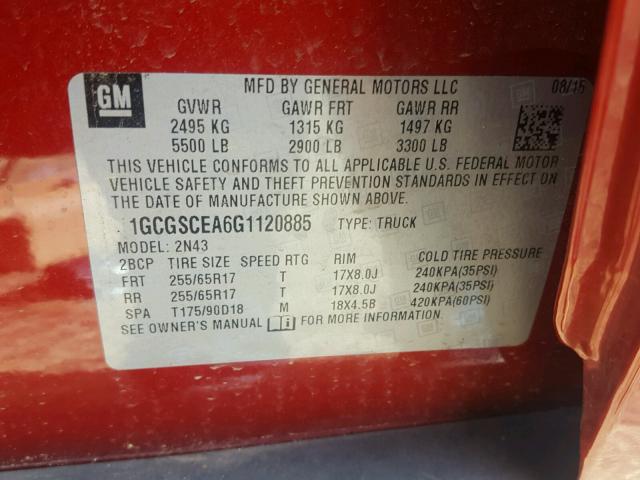 GM
MFD BY GENERAL MOTORS LLC 08/15
GVWR GAWR FRT GAWR RR
2495 KG 1315 KG 1497 KG
5500 LB 2900 LB 3300 LB
THIS VEHICLE CONFORMS TO ALL APPLICABLE U.S. FEDERAL MOTOR
VEHICLE SAFETY AND THEFT PREVENTION STANDARDS IN EFFECT ON
THE DATE OF MANUFACTURE SHOWN ABOVE.
1GCGSCEA6G1120885 TYPE: TRUCK
MODEL: 2N43
2BCP TIRE SIZE SPEED RTG RIM COLD TIRE PRESSURE
FRT 255/65R17 T 17X8.0J 240KPA(35PSI)
RR 255/65R17 T 17X8.0J 240KPA(35PSI)
SPA T175/90D18 M 18X4.5B 420KPA(60PSI)
SEE OWNER'S MANUAL FOR MORE INFORMATION.